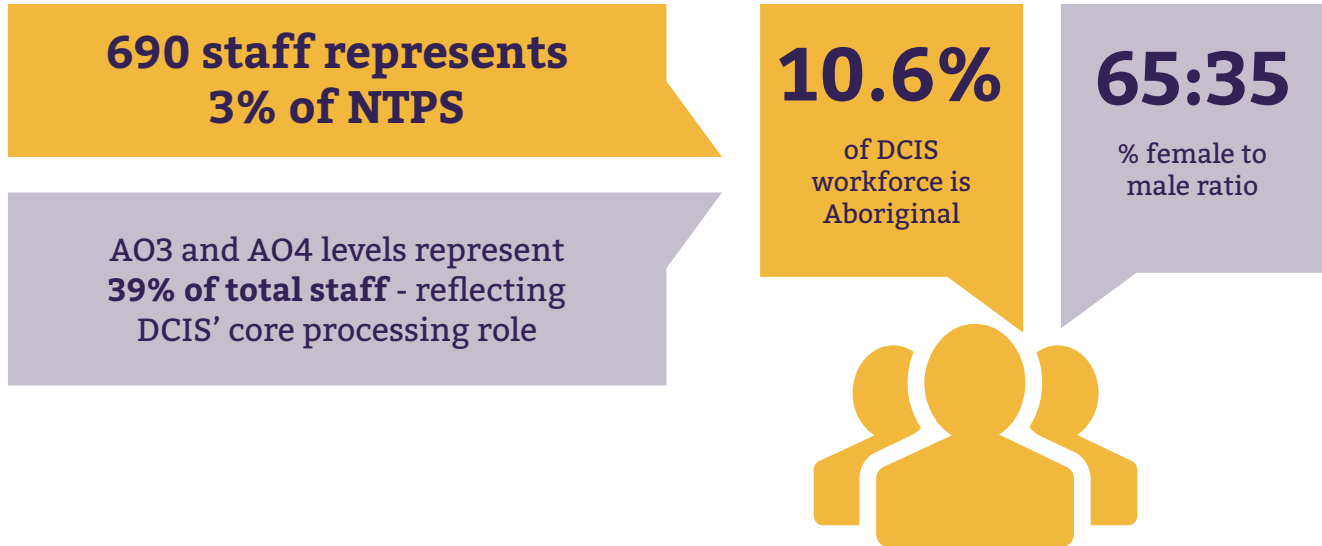 690 staff represents
3% of NTPS
AO3 and AO4 levels represent
39% of total staff - reflecting
DCIS’ core processing role
10.6%
of DCIS
workforce is
Aboriginal
65:35
% female to
male ratio